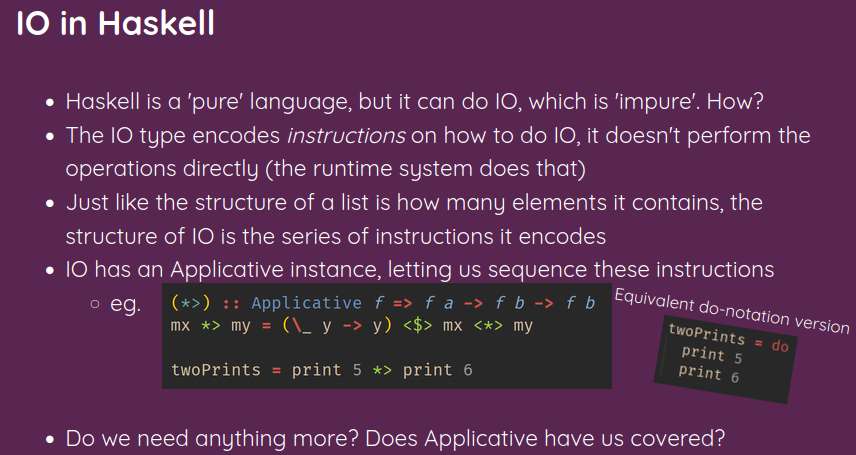 IO in Haskell
• Haskell is a 'pure' language, but it can do IO, which is 'impure'. How?
• The IO type encodes instructions on how to do IO, it doesn't perform the
operations directly (the runtime system does that)
• Just like the structure of a list is how many elements it contains, the
structure of IO is the series of instructions it encodes
• IO has an Applicative instance, letting us sequence these instructions
○ eg.
(*>) :: Applicative f => f a -> f b -> f b
mx *> my = (\_ y -> y) <$> mx <*> my
twoPrints = print 5 *> print 6
Equivalent do-notation version
twoPrints = do
print 5
print 6
• Do we need anything more? Does Applicative have us covered?